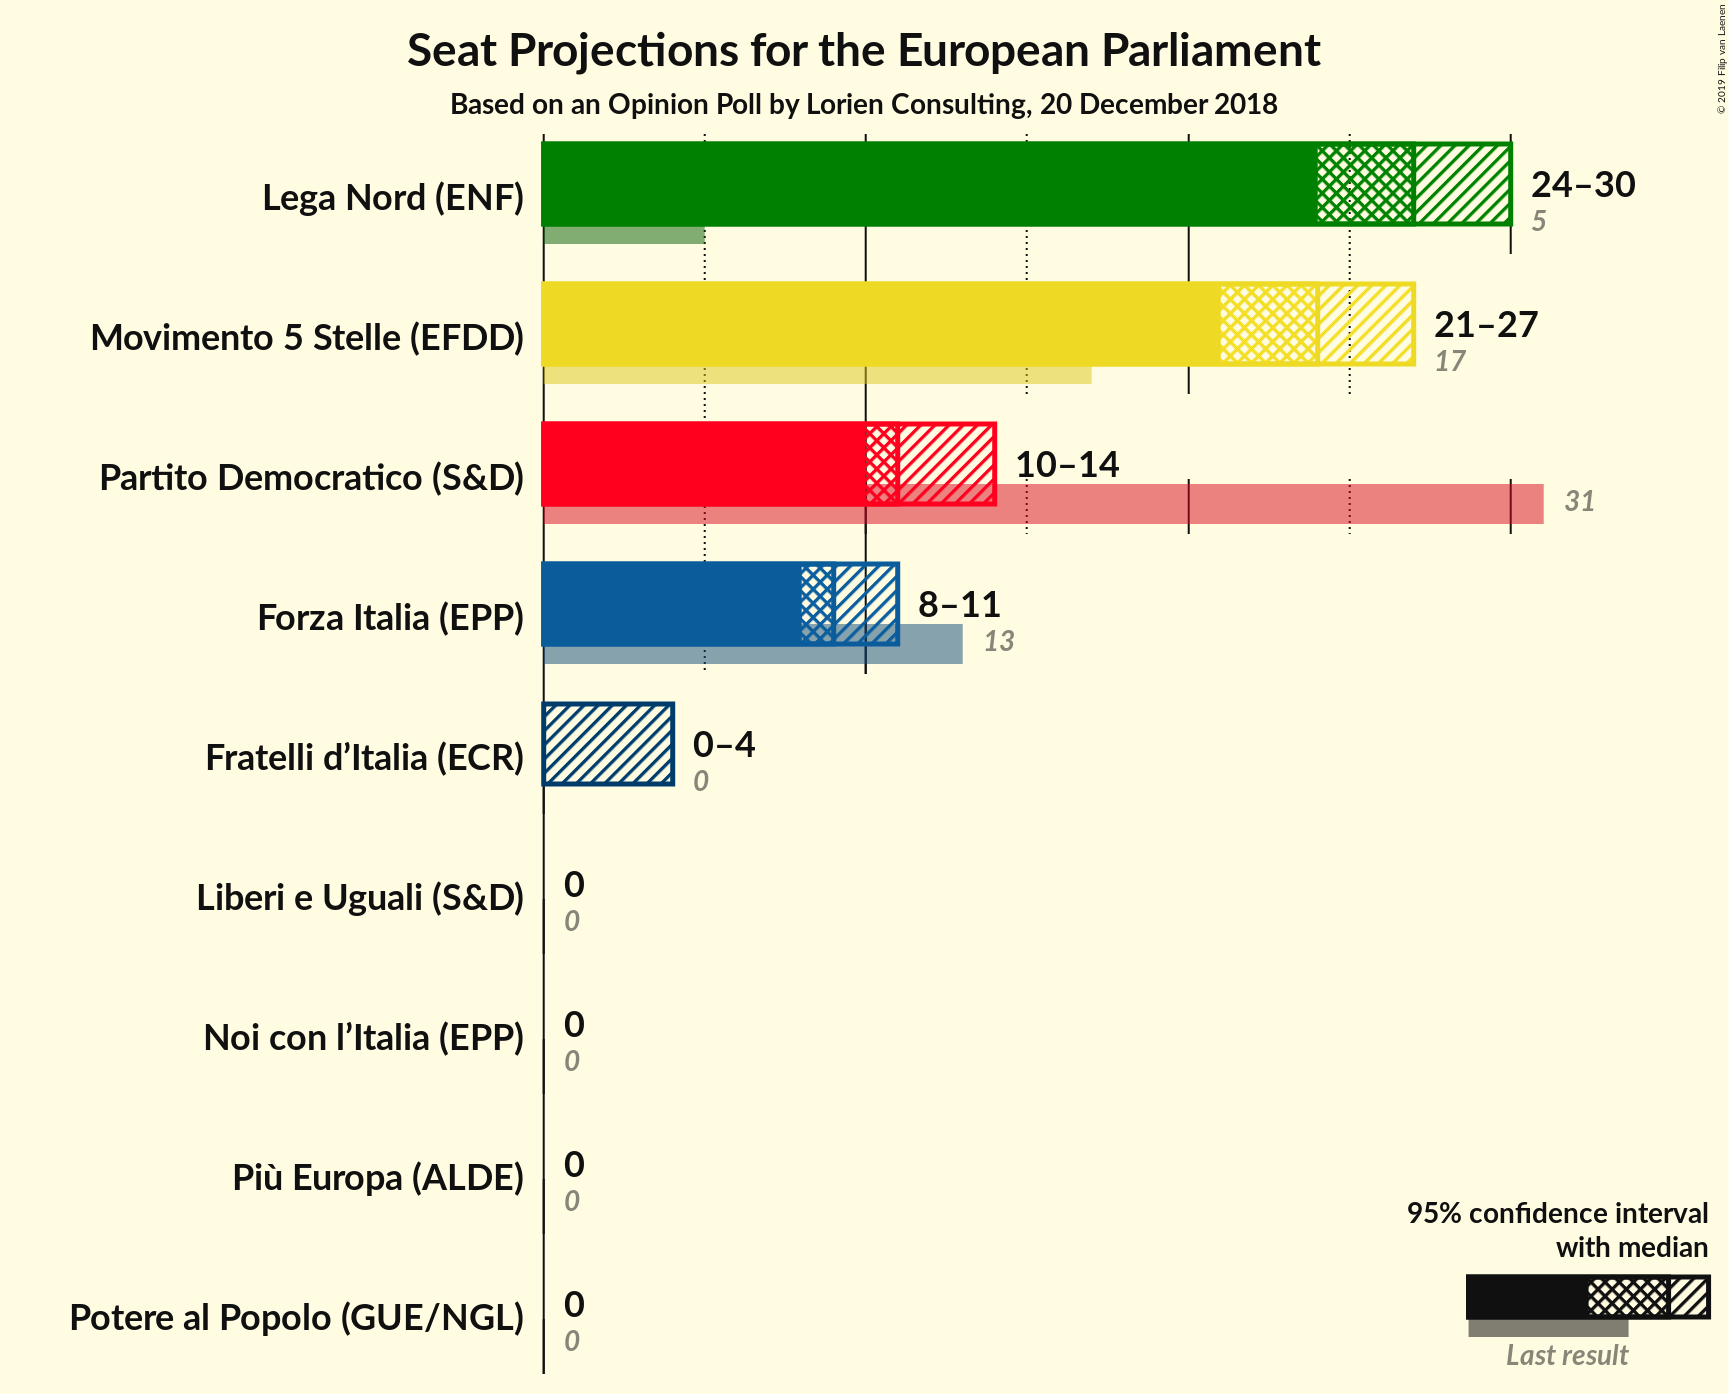 Seat Projections for the European Parliament
Based on an Opinion Poll by Lorien Consulting, 20 December 2018
© 2019 Filip van Laenen
Lega Nord (ENF)
24–30
5
Movimento 5 Stelle (EFDD)
21–27
17
Partito Democratico (S&D)
10–14
31
Forza Italia (EPP)
8–11
13
Fratelli d’Italia (ECR)
0–4
0
Liberi e Uguali (S&D)
0
0
Noi con l’Italia (EPP)
0
0
Più Europa (ALDE)
0
0
Potere al Popolo (GUE/NGL)
0
0
95% confidence interval
with median
Last result